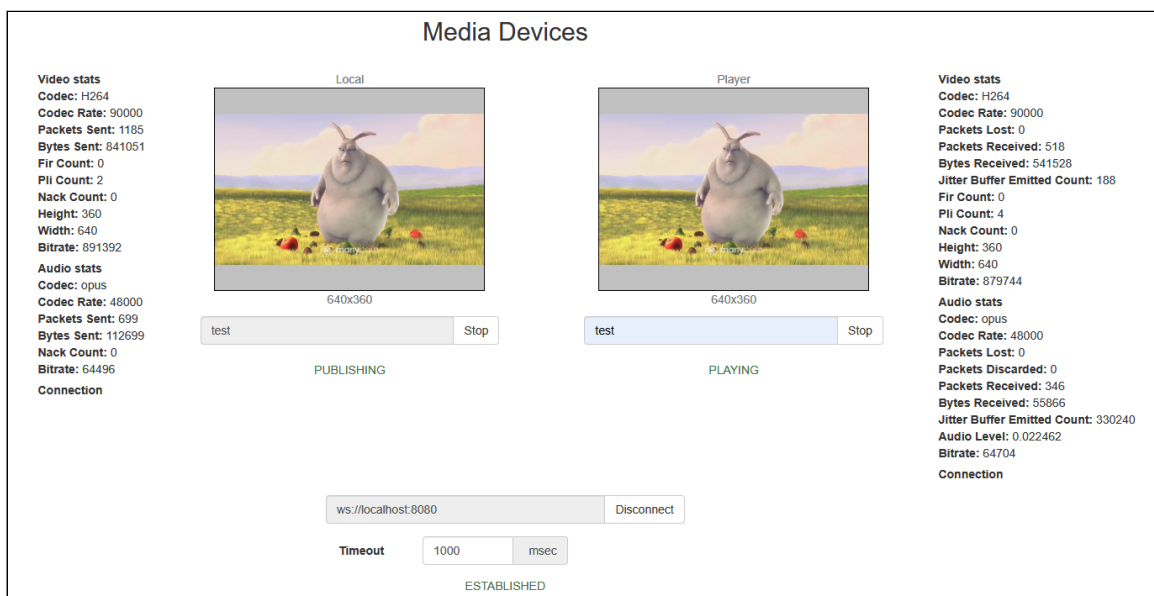 Media Devices
Video stats
Codec: H264
Codec Rate: 90000
Packets Sent: 1185
Bytes Sent: 841051
Fir Count: 0
Pli Count: 2
Nack Count: 0
Height: 360
Width: 640
Bitrate: 891392
Audio stats
Codec: opus
Codec Rate: 48000
Packets Sent: 699
Bytes Sent: 112699
Nack Count: 0
Bitrate: 64496
Connection
Local
640x360
test Stop
PUBLISHING
Player
640x360
test Stop
PLAYING
Video stats
Codec: H264
Codec Rate: 90000
Packets Lost: 0
Packets Received: 518
Bytes Received: 541528
Jitter Buffer Emitted Count: 188
Fir Count: 0
Pli Count: 4
Nack Count: 0
Height: 360
Width: 640
Bitrate: 879744
Audio stats
Codec: opus
Codec Rate: 48000
Packets Lost: 0
Packets Discarded: 0
Packets Received: 346
Bytes Received: 55866
Jitter Buffer Emitted Count: 330240
Audio Level: 0.022462
Bitrate: 64704
Connection
ws://localhost:8080 Disconnect
Timeout 1000 msec
ESTABLISHED